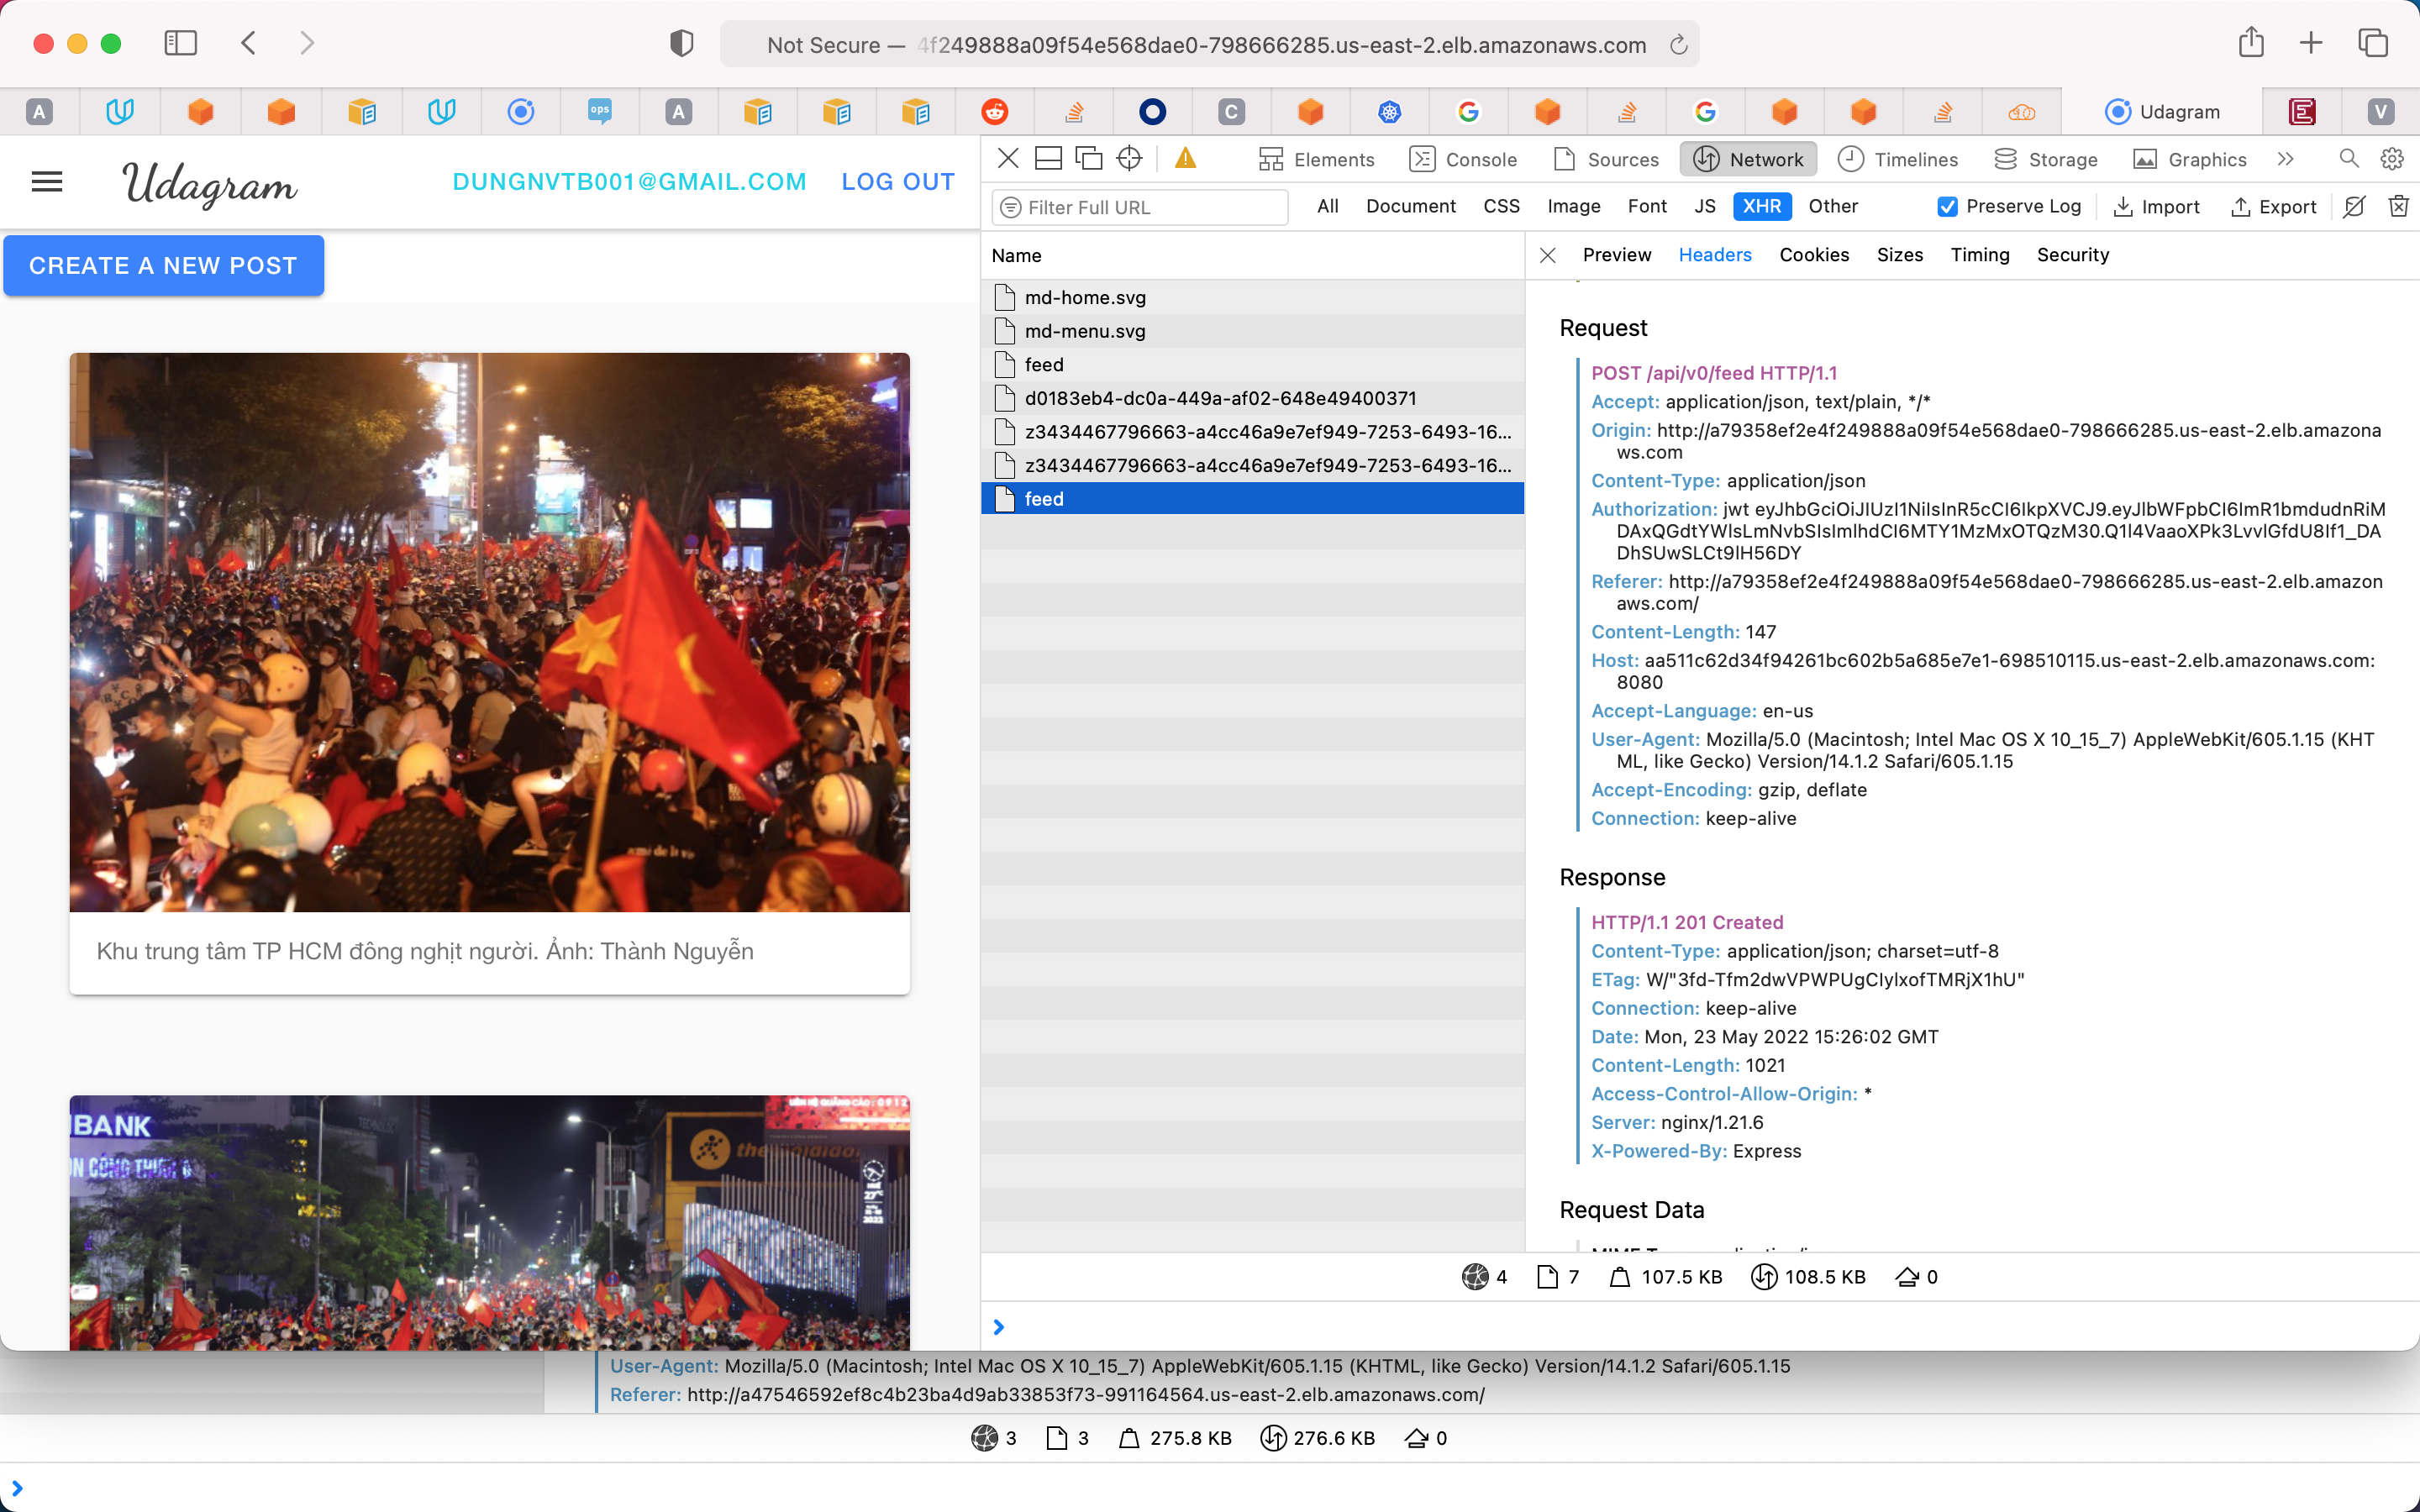 Not Secure — 4f249888a09f54e568dae0-798666285.us-east-2.elb.amazonaws.com
A
ops
A
C
Udagram
V
Udagram
DUNGNVTB001@GMAIL.COM
LOG OUT
CREATE A NEW POST
Khu trung tâm TP HCM đông nghịt người. Ảnh: Thành Nguyễn
BANK
Elements
Console
Sources
Network
Timelines
Storage
Graphics
Filter Full URL
All
Document
CSS
Image
Font
JS
XHR
Other
Preserve Log
Import
Export
Name
md-home.svg
md-menu.svg
feed
d0183eb4-dc0a-449a-af02-648e49400371
z3434467796663-a4cc46a9e7ef949-7253-6493-16...
z3434467796663-a4cc46a9e7ef949-7253-6493-16...
feed
Preview
Headers
Cookies
Sizes
Timing
Security
Request
POST /api/v0/feed HTTP/1.1
Accept: application/json, text/plain, */*
Origin: http://a79358ef2e4f249888a09f54e568dae0-798666285.us-east-2.elb.amazona
ws.com
Content-Type: application/json
Authorization: jwt eyJhbGciOiJIUzI1NiIsInR5cCI6IkpXVCJ9.eyJlbWFpbCI6ImR1bmdudnRiM
DAxQGdtYWlsLmNvbSIsImlhdCI6MTY1MzMxOTQzM30.Q1l4VaaoXPk3LvvlGfdU8If1_DA
DhSUwSLCt9IH56DY
Referer: http://a79358ef2e4f249888a09f54e568dae0-798666285.us-east-2.elb.amazon
aws.com/
Content-Length: 147
Host: aa511c62d34f94261bc602b5a685e7e1-698510115.us-east-2.elb.amazonaws.com:
8080
Accept-Language: en-us
User-Agent: Mozilla/5.0 (Macintosh; Intel Mac OS X 10_15_7) AppleWebKit/605.1.15 (KHT
ML, like Gecko) Version/14.1.2 Safari/605.1.15
Accept-Encoding: gzip, deflate
Connection: keep-alive
Response
HTTP/1.1 201 Created
Content-Type: application/json; charset=utf-8
ETag: W/"3fd-Tfm2dwVPWPUgCIyIxofTMRjX1hU"
Connection: keep-alive
Date: Mon, 23 May 2022 15:26:02 GMT
Content-Length: 1021
Access-Control-Allow-Origin: *
Server: nginx/1.21.6
X-Powered-By: Express
Request Data
4
7
107.5 KB
108.5 KB
0
User-Agent: Mozilla/5.0 (Macintosh; Intel Mac OS X 10_15_7) AppleWebKit/605.1.15 (KHTML, like Gecko) Version/14.1.2 Safari/605.1.15
Referer: http://a47546592ef8c4b23ba4d9ab33853f73-991164564.us-east-2.elb.amazonaws.com/
3
3
275.8 KB
276.6 KB
0